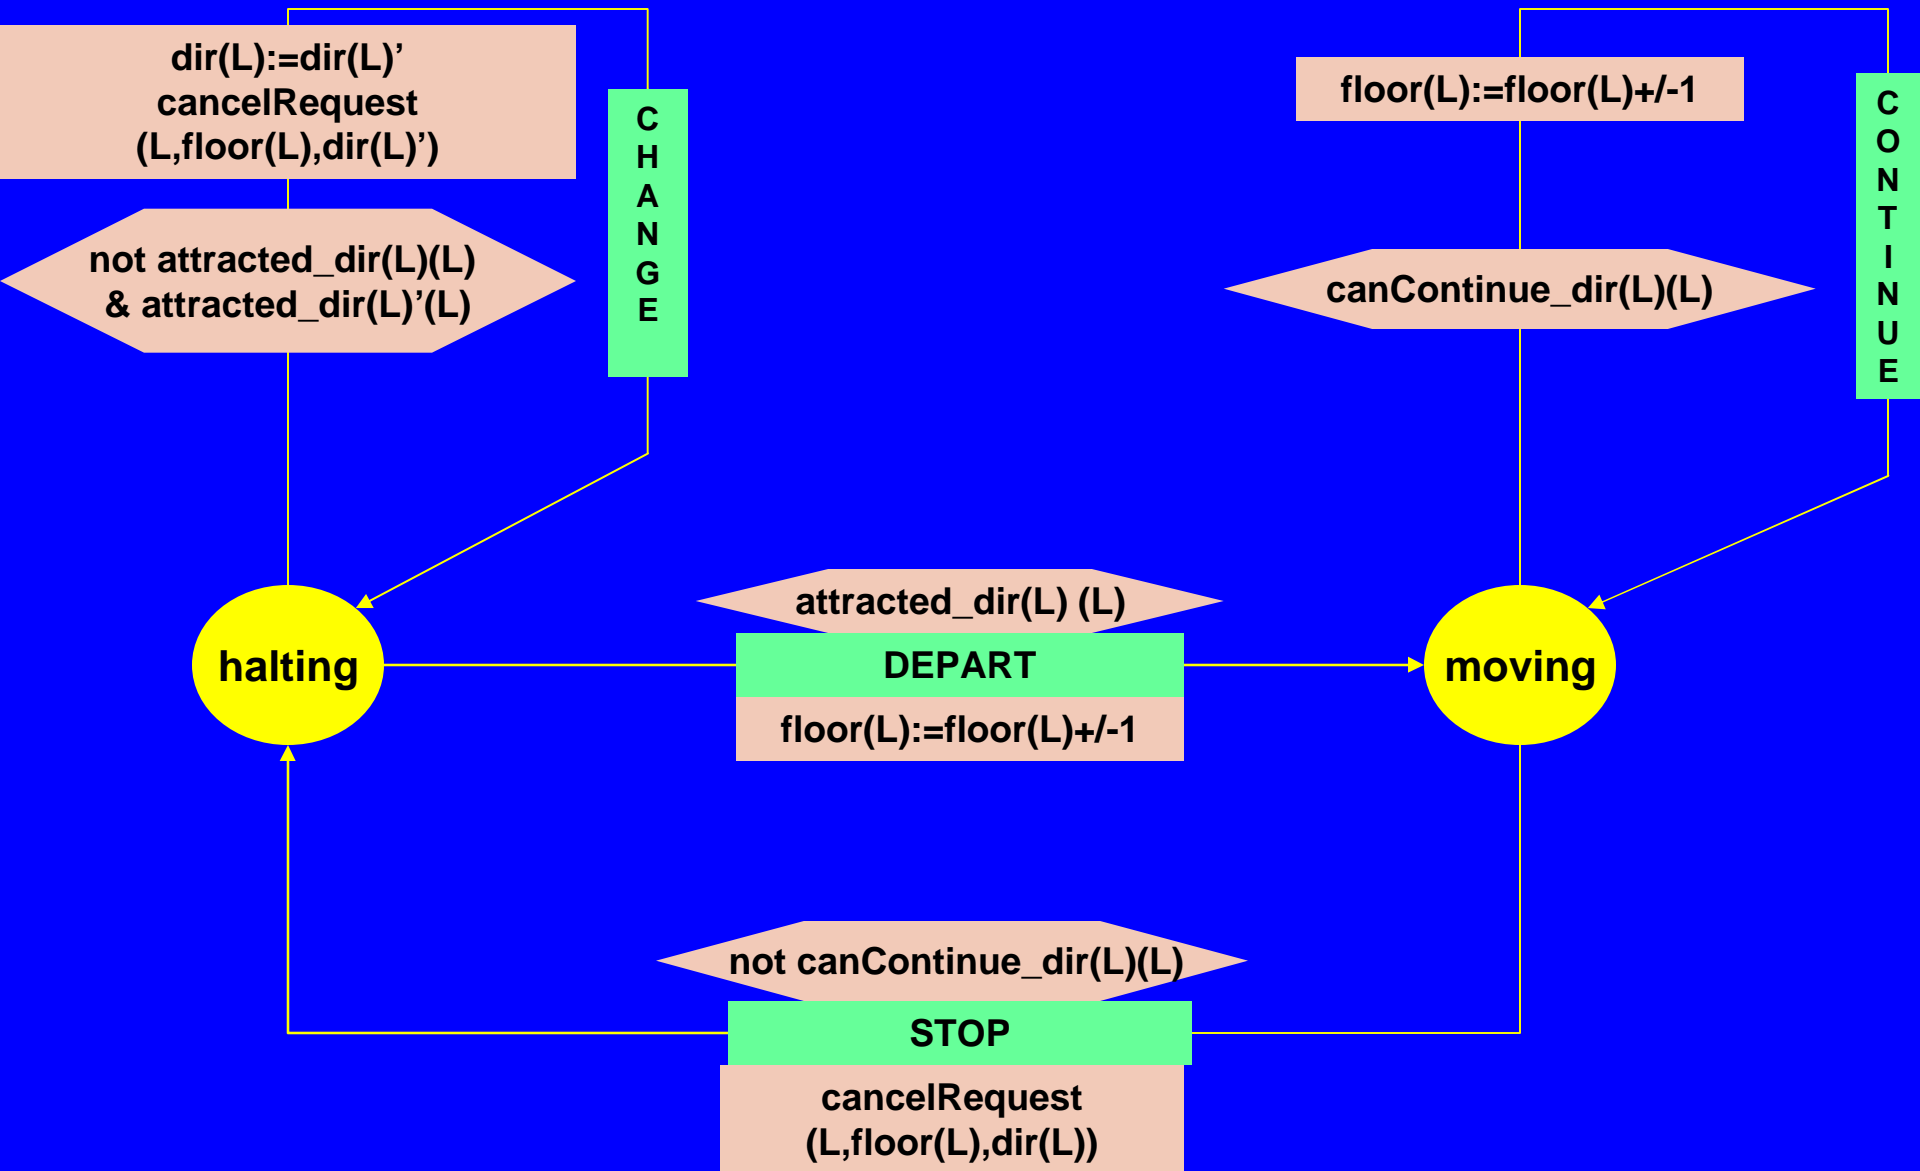 dir(L):=dir(L)’
cancelRequest
(L,floor(L),dir(L)’)
not attracted_dir(L)(L)
& attracted_dir(L)’(L)
C
H
A
N
G
E
floor(L):=floor(L)+/-1
canContinue_dir(L)(L)
C
O
N
T
I
N
U
E
halting
attracted_dir(L) (L)
DEPART
floor(L):=floor(L)+/-1
moving
not canContinue_dir(L)(L)
STOP
cancelRequest
(L,floor(L),dir(L))